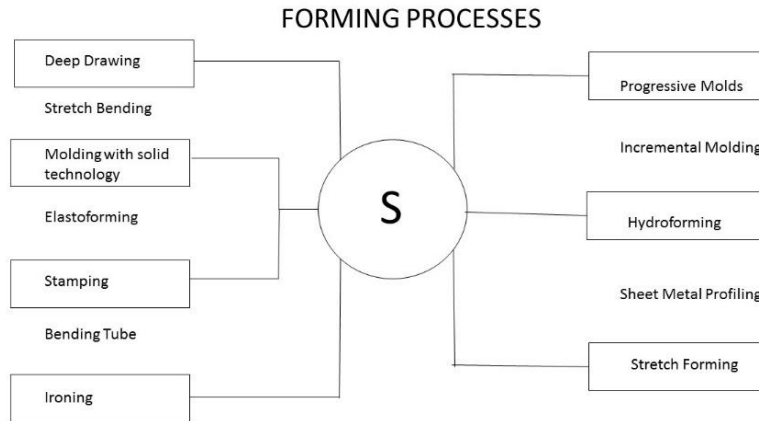 FORMING PROCESSES
Deep Drawing
Stretch Bending
Molding with solid
technology
Elastoforming
Stamping
Bending Tube
Ironing
S
Progressive Molds
Incremental Molding
Hydroforming
Sheet Metal Profiling
Stretch Forming